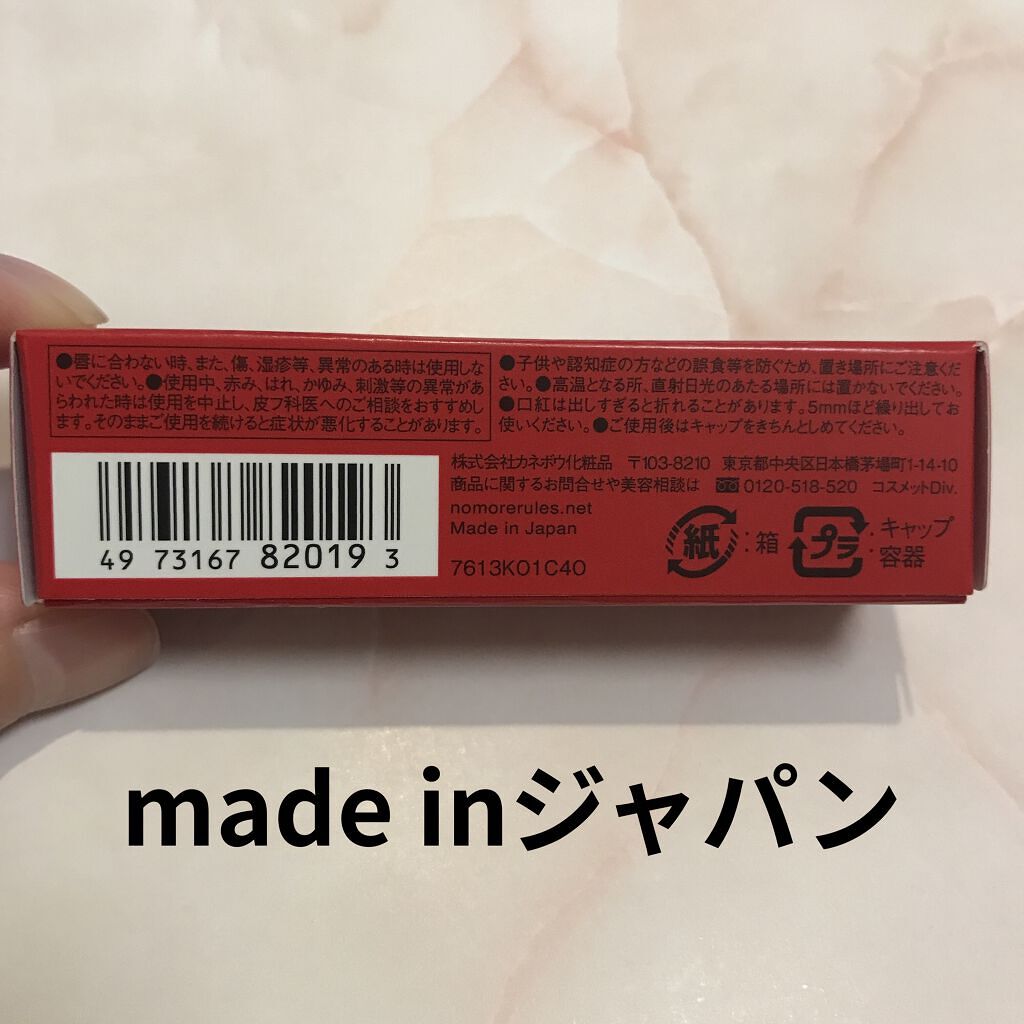 ●唇に合わない時、また、傷、湿疹等、異常のある時は使用しな
いでください。●使用中、赤み、はれ、かゆみ、刺激等の異常があ
らわれた時は使用を中止し、皮フ科医へのご相談をおすすめし
ます。そのままご使用を続けると症状が悪化することがあります。
●子供や認知症の方などの誤食等を防ぐため、置き場所にご注意くだ
さい。●高温となる所、直射日光のあたる場所には置かないでください。
●口紅は出しすぎると折れることがあります。5mmほど繰り出してお
使いください。●ご使用後はキャップをきちんとしめてください。
株式会社カネボウ化粧品 〒103-8210 東京都中央区日本橋茅場町1-14-10
商品に関するお問合せや美容相談は 0120-518-520 コスメットDiv.
nomorerules.net
Made in Japan
7613K01C40
4973167820193
紙:箱
プラ:キャップ
:容器
made inジャパン